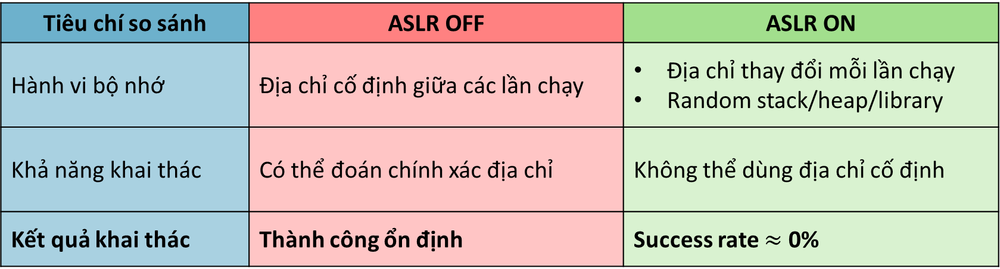 Tiêu chí so sánh
ASLR OFF
ASLR ON
Hành vi bộ nhớ
Địa chỉ cố định giữa các lần chạy
• Địa chỉ thay đổi mỗi lần chạy
• Random stack/heap/library
Khả năng khai thác
Có thể đoán chính xác địa chỉ
Không thể dùng địa chỉ cố định
Kết quả khai thác
Thành công ổn định
Success rate ≈ 0%